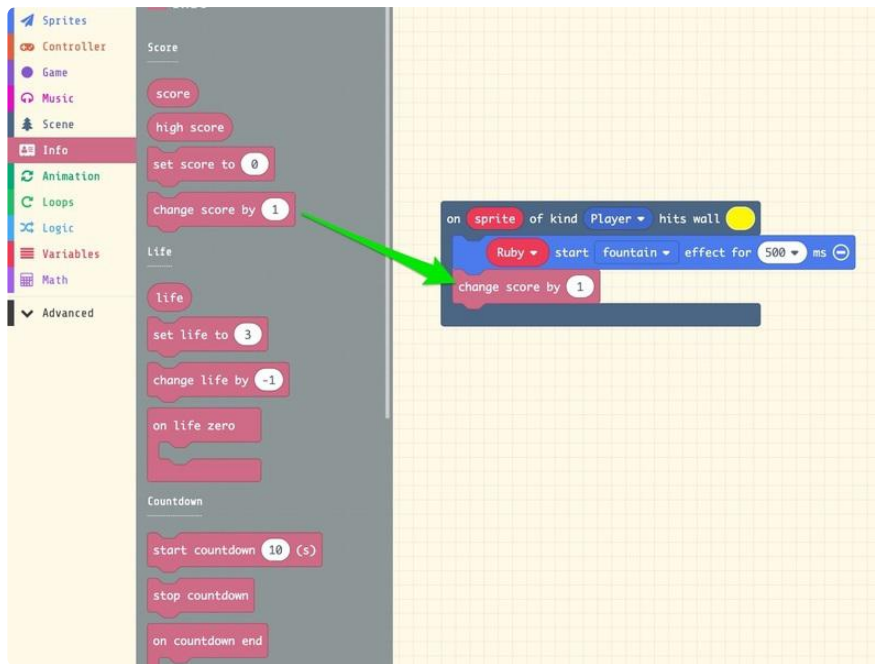 Sprites
Controller
Game
Music
Scene
Info
Animation
Loops
Logic
Variables
Math
Advanced
Score
score
high score
set score to 0
change score by 1
Life
life
set life to 3
change life by -1
on life zero
Countdown
start countdown 10 (s)
stop countdown
on countdown end
on sprite of kind Player hits wall
Ruby start fountain effect for 500 ms
change score by 1